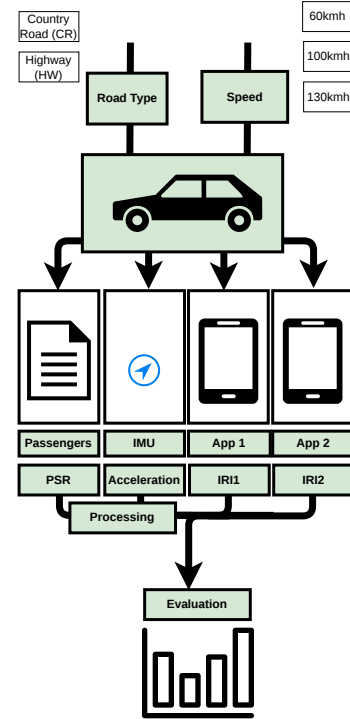 Country
Road (CR)
Highway
(HW)
60kmh
100kmh
130kmh
Road Type
Speed
Passengers
IMU
App 1
App 2
PSR
Acceleration
IRI1
IRI2
Processing
Evaluation